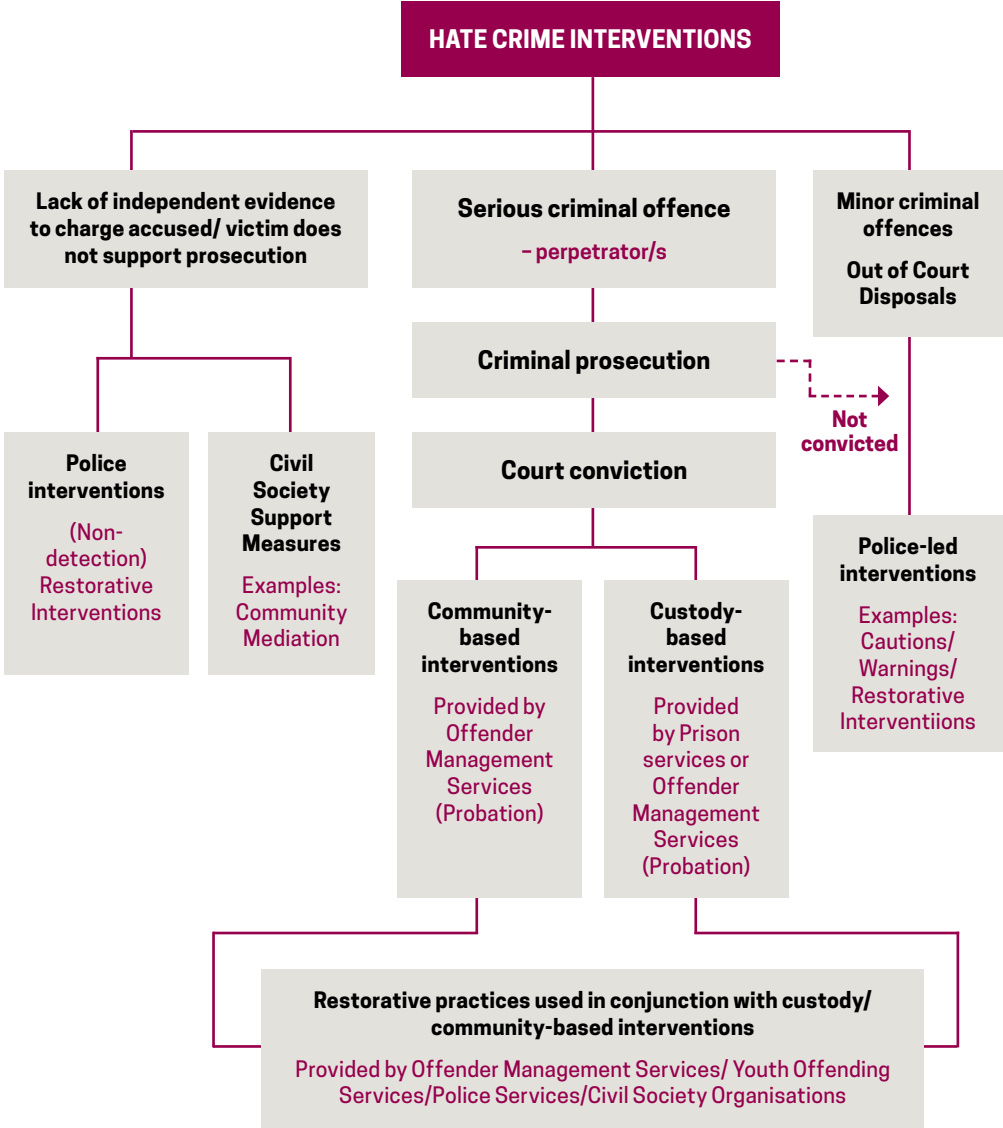 HATE CRIME INTERVENTIONS
Lack of independent evidence
to charge accused/ victim does
not support prosecution
Serious criminal offence
– perpetrator/s
Minor criminal
offences
Out of Court
Disposals
Criminal prosecution
Not
convicted
Court conviction
Police
interventions
(Non-
detection)
Restorative
Interventions
Civil
Society
Support
Measures
Examples:
Community
Mediation
Community-
based
interventions
Provided by
Offender
Management
Services
(Probation)
Custody-
based
interventions
Provided
by Prison
services or
Offender
Management
Services
(Probation)
Police-led
interventions
Examples:
Cautions/
Warnings/
Restorative
Interventiions
Restorative practices used in conjunction with custody/
community-based interventions
Provided by Offender Management Services/ Youth Offending
Services/Police Services/Civil Society Organisations